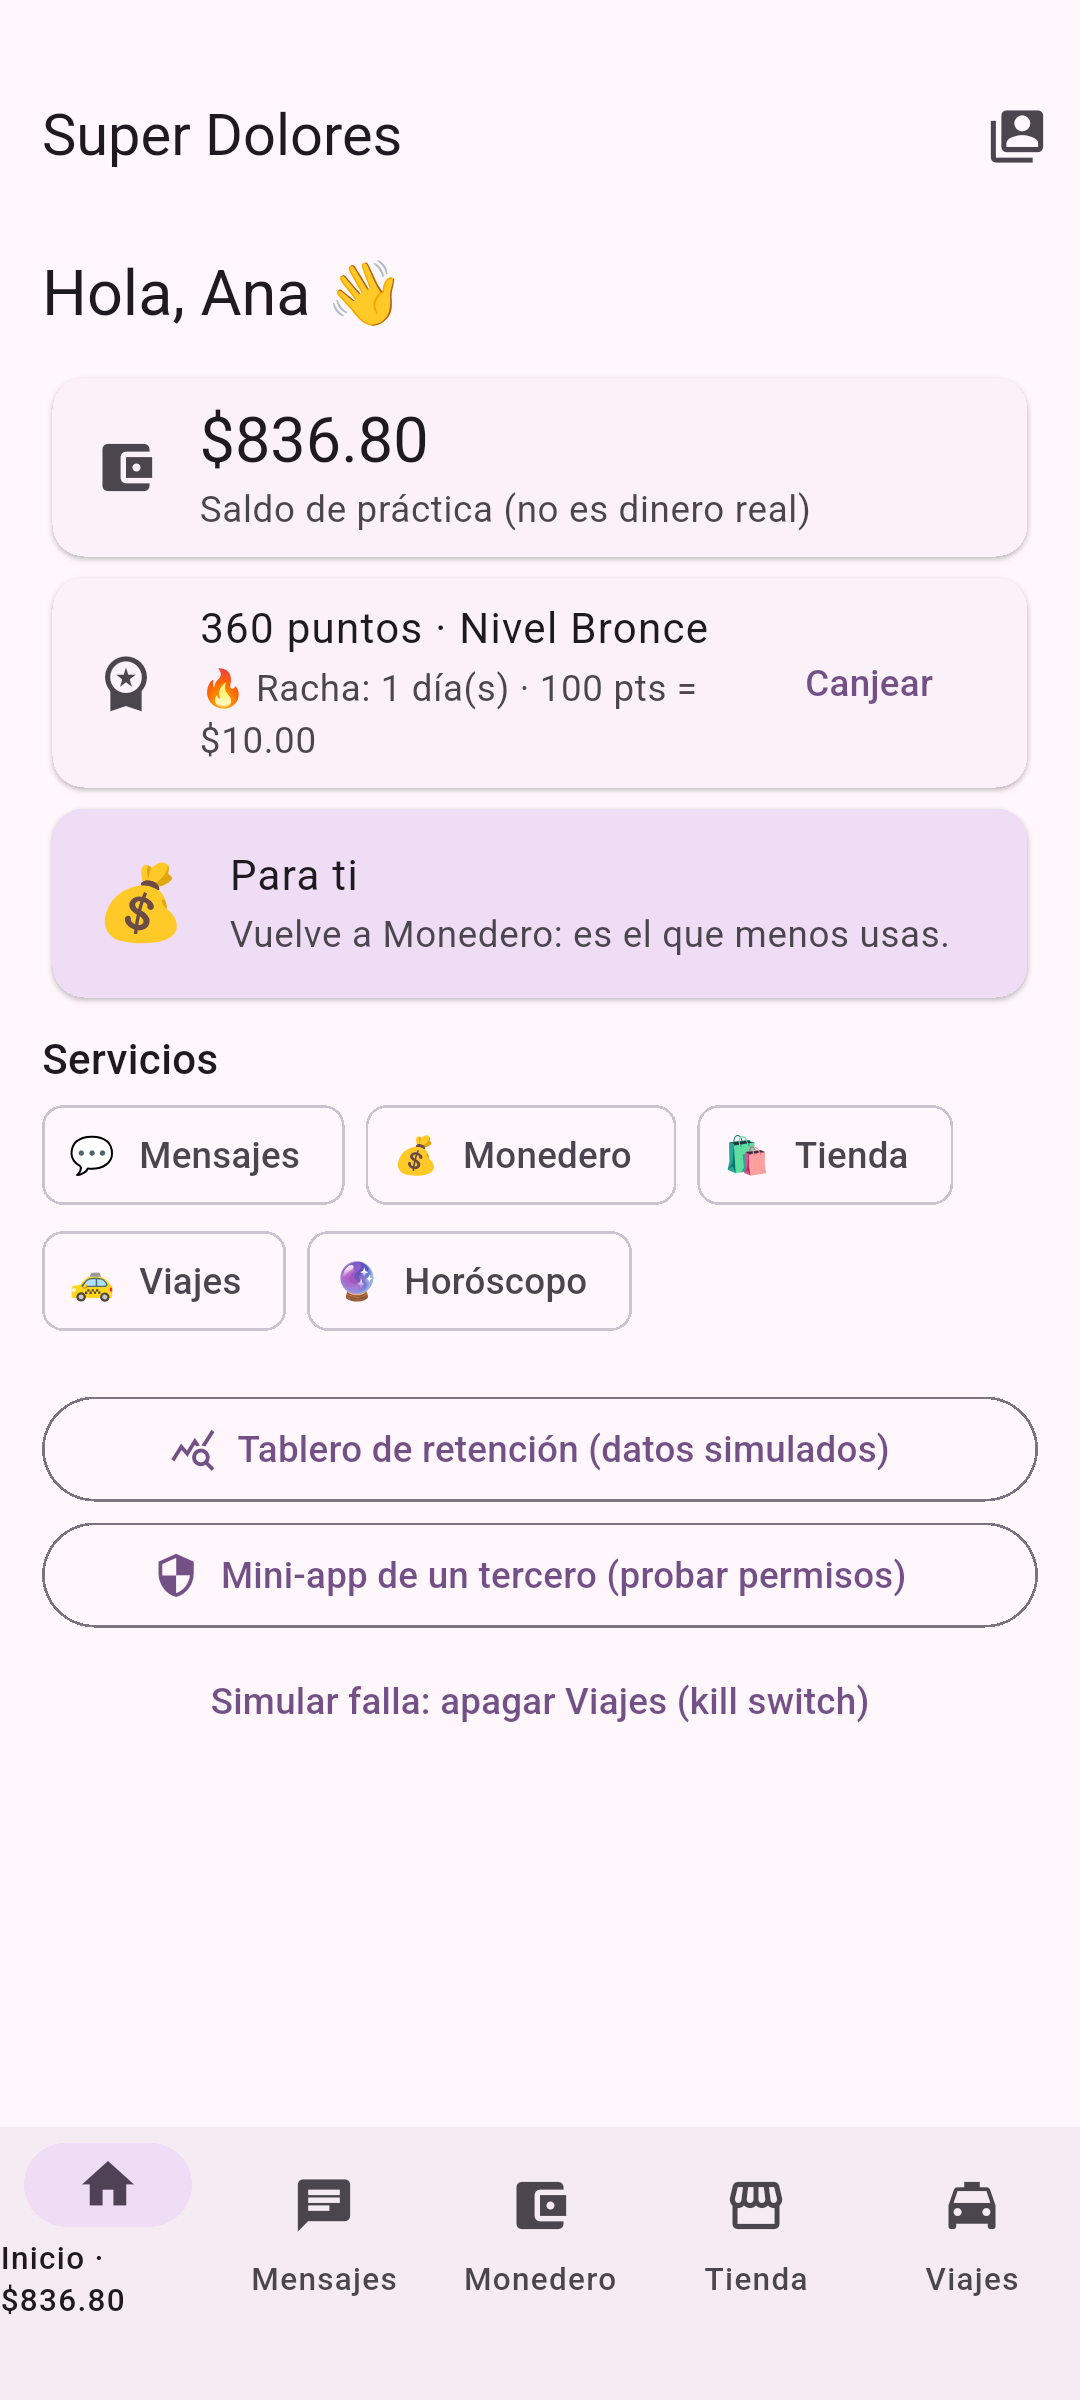 Super Dolores
Hola, Ana 👋
$836.80
Saldo de práctica (no es dinero real)
360 puntos · Nivel Bronce
🔥 Racha: 1 día(s) · 100 pts =
$10.00
Canjear
Para ti
Vuelve a Monedero: es el que menos usas.
Servicios
💬 Mensajes
💰 Monedero
🛍️ Tienda
🚕 Viajes
🔮 Horóscopo
Tablero de retención (datos simulados)
Mini-app de un tercero (probar permisos)
Simular falla: apagar Viajes (kill switch)
Inicio ·
$836.80
Mensajes
Monedero
Tienda
Viajes